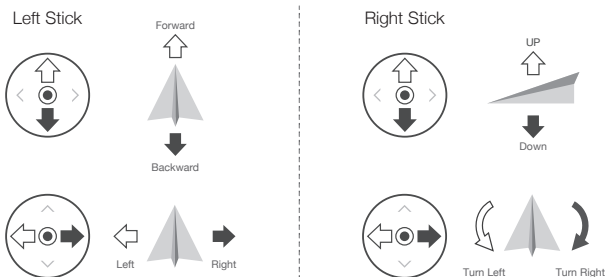 Left Stick
Forward
Backward
Left
Right
Right Stick
UP
Down
Turn Left
Turn Right